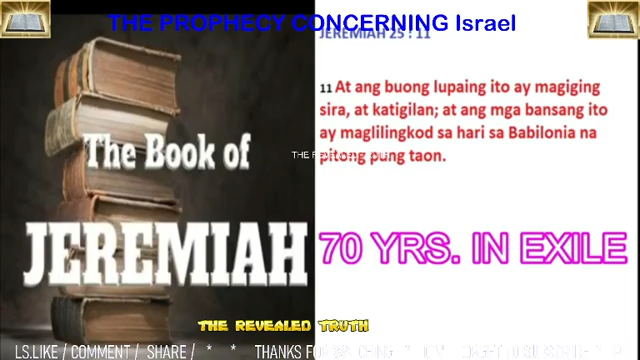 THE PROPHECY CONCERNING Israel
JEREMIAH 25 : 11
11 At ang buong lupaing ito ay magiging
sira, at katigilan; at ang mga bansang ito
ay maglilingkod sa hari sa Babilonia na
pitong pung taon.
The Book of
JEREMIAH
70 YRS. IN EXILE
THE REVEALED TRUTH
LS.LIKE / COMMENT / SHARE / * * THANKS FOR